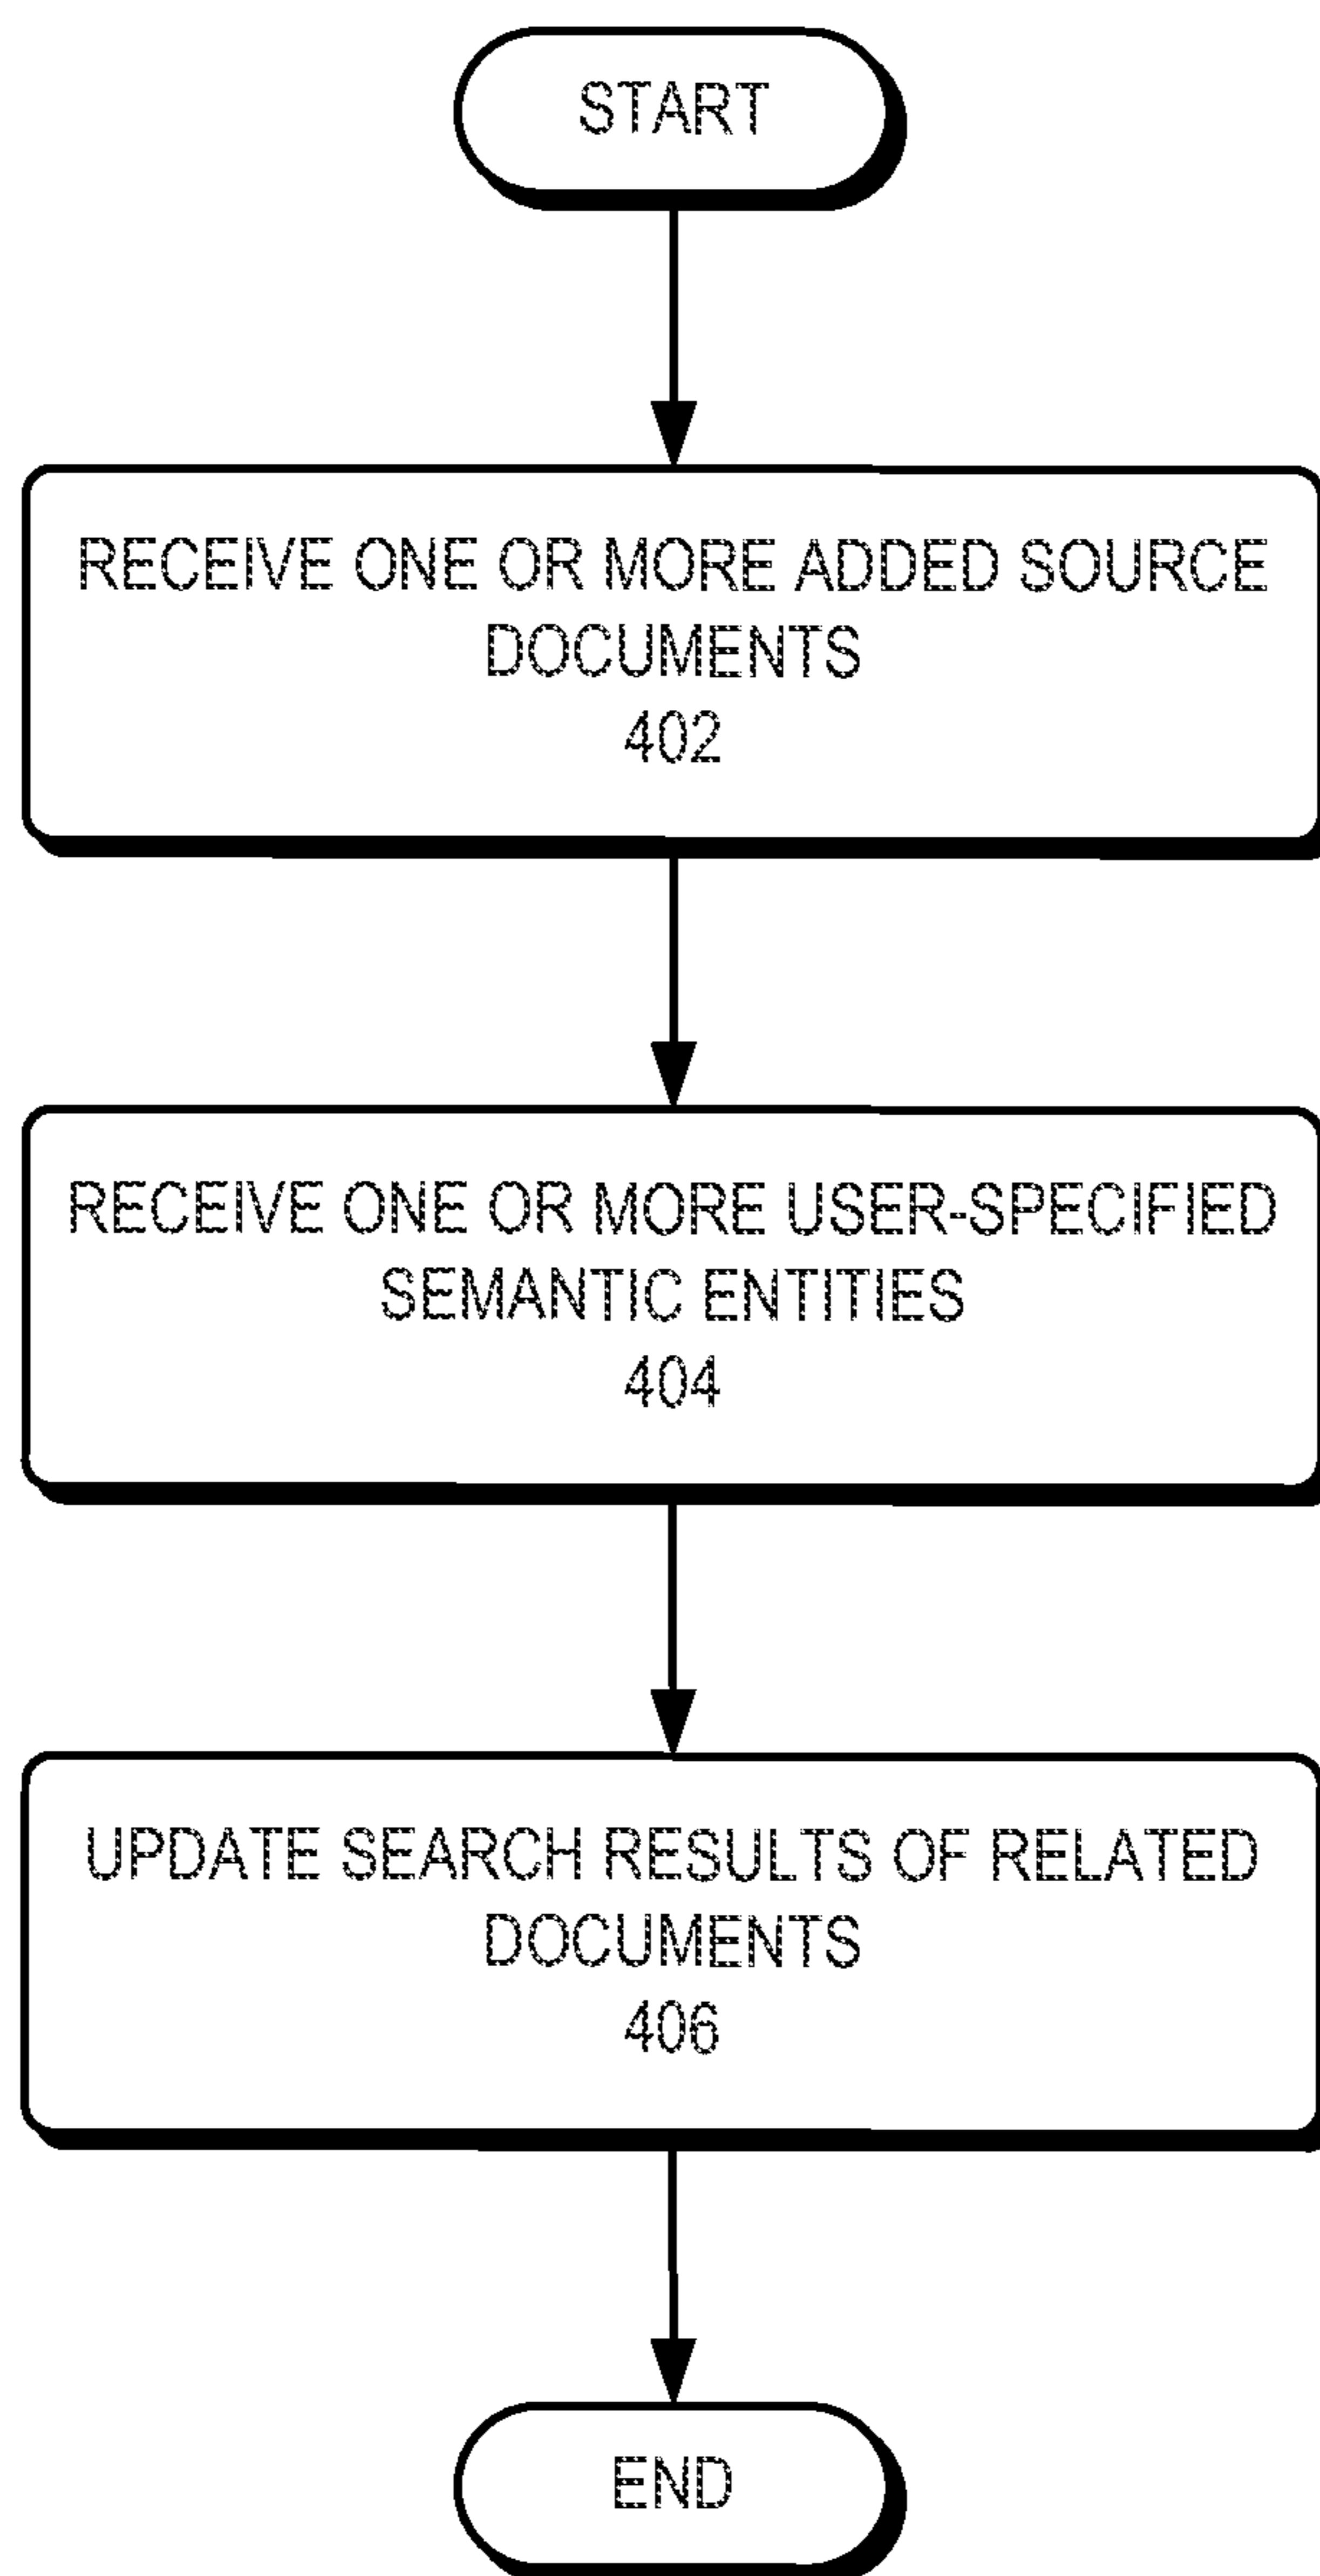 START
RECEIVE ONE OR MORE ADDED SOURCE
DOCUMENTS
402
RECEIVE ONE OR MORE USER-SPECIFIED
SEMANTIC ENTITIES
404
UPDATE SEARCH RESULTS OF RELATED
DOCUMENTS
406
END